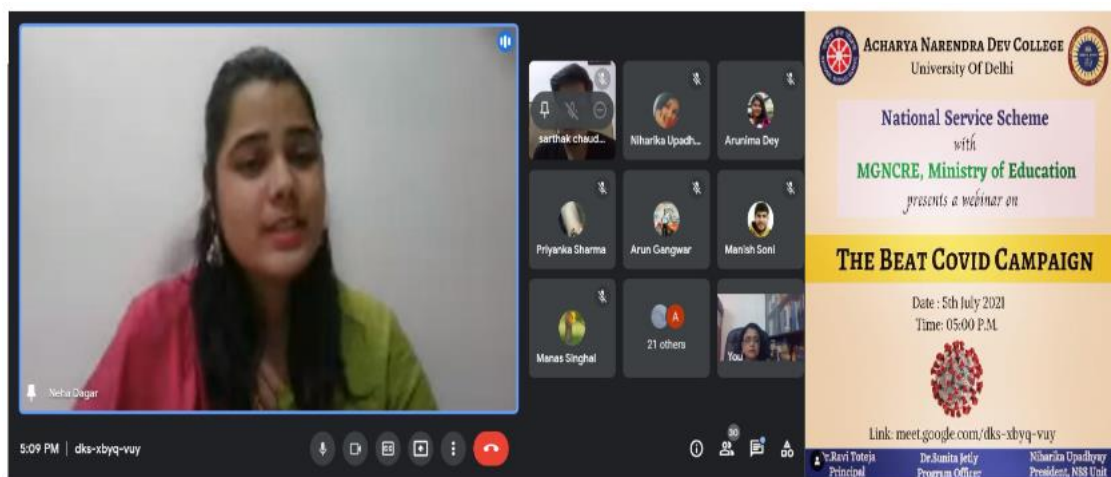 Neha Dagar
5:09 PM | dks-xbyq-vuy
sarthak chaud...
Niharika Upadh...
Arunima Dey
Priyanka Sharma
Arun Gangwar
Manish Soni
Manas Singhal
A
21 others
You
30
ACHARYA NARENDRA DEV COLLEGE
University Of Delhi
National Service Scheme
with
MGNCRE, Ministry of Education
presents a webinar on
THE BEAT COVID CAMPAIGN
Date : 5th July 2021
Time: 05:00 P.M.
Link: meet.google.com/dks-xbyq-vuy
Dr.Ravi Toteja
Principal
Dr.Sunita Jetly
Program Officer
Niharika Upadhyay
President, NSS Unit